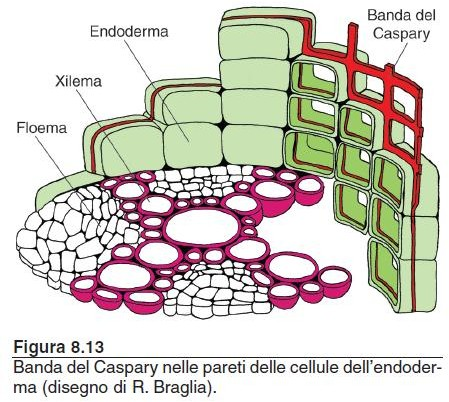 Banda del
Caspary
Endoderma
Xilema
Floema
Figura 8.13
Banda del Caspary nelle pareti delle cellule dell'endoder-
ma (disegno di R. Braglia).